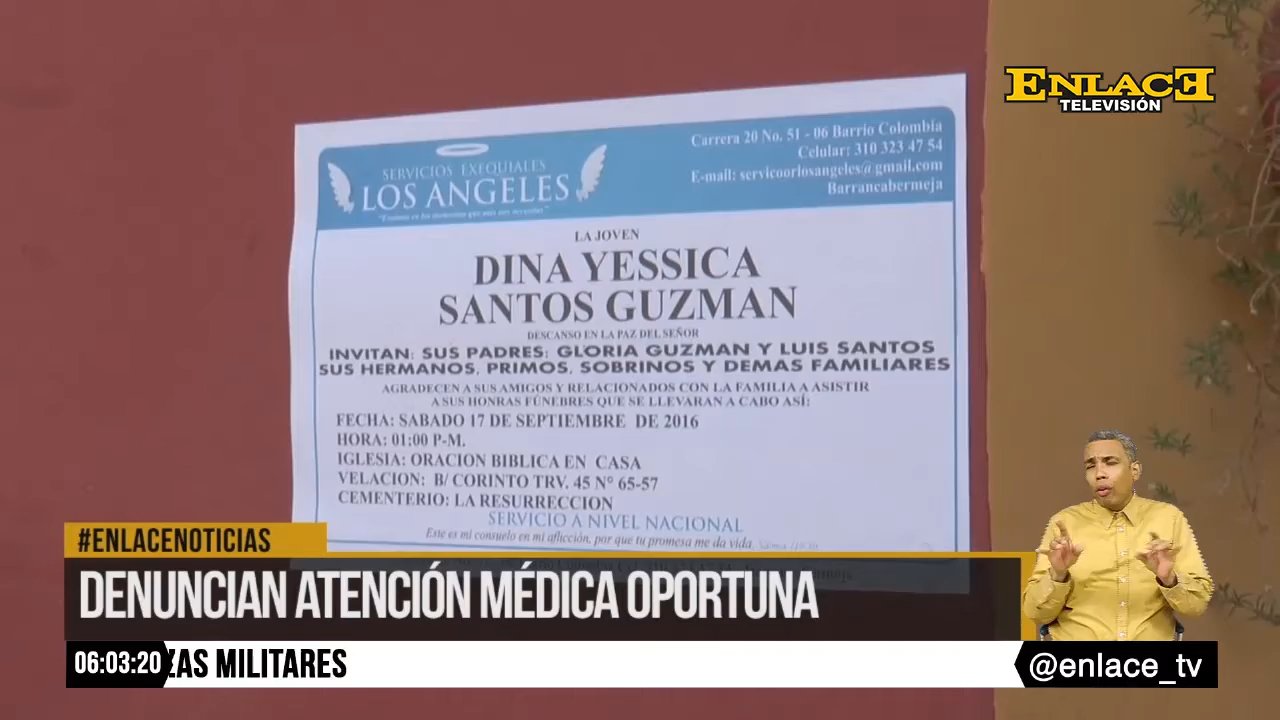 ENLACE
TELEVISIÓN
Carrera 20 No. 51 - 06 Barrio Colombia
Celular: 310 323 47 54
E-mail: servicoorlosangeles@gmail.com
Barrancabermeja
SERVICIOS EXEQUIALES
LOS ANGELES
LA JOVEN
DINA YESSICA
SANTOS GUZMAN
DESCANSO EN LA PAZ DEL SEÑOR
INVITAN: SUS PADRES: GLORIA GUZMAN Y LUIS SANTOS
SUS HERMANOS, PRIMOS, SOBRINOS Y DEMAS FAMILIARES
AGRADECEN A SUS AMIGOS Y RELACIONADOS CON LA FAMILIA A ASISTIR
A SUS HONRAS FÚNEBRES QUE SE LLEVARAN A CABO ASÍ:
FECHA: SABADO 17 DE SEPTIEMBRE DE 2016
HORA: 01:00 P-M.
IGLESIA: ORACION BIBLICA EN CASA
VELACION: B/ CORINTO TRV. 45 N° 65-57
CEMENTERIO: LA RESURRECCION
SERVICIO A NIVEL NACIONAL
Este es mi consuelo en mi aflicción, por que tu promesa me da vida.
#ENLACENOTICIAS
DENUNCIAN ATENCIÓN MÉDICA OPORTUNA
06:03:20 ZAS MILITARES
@enlace_tv